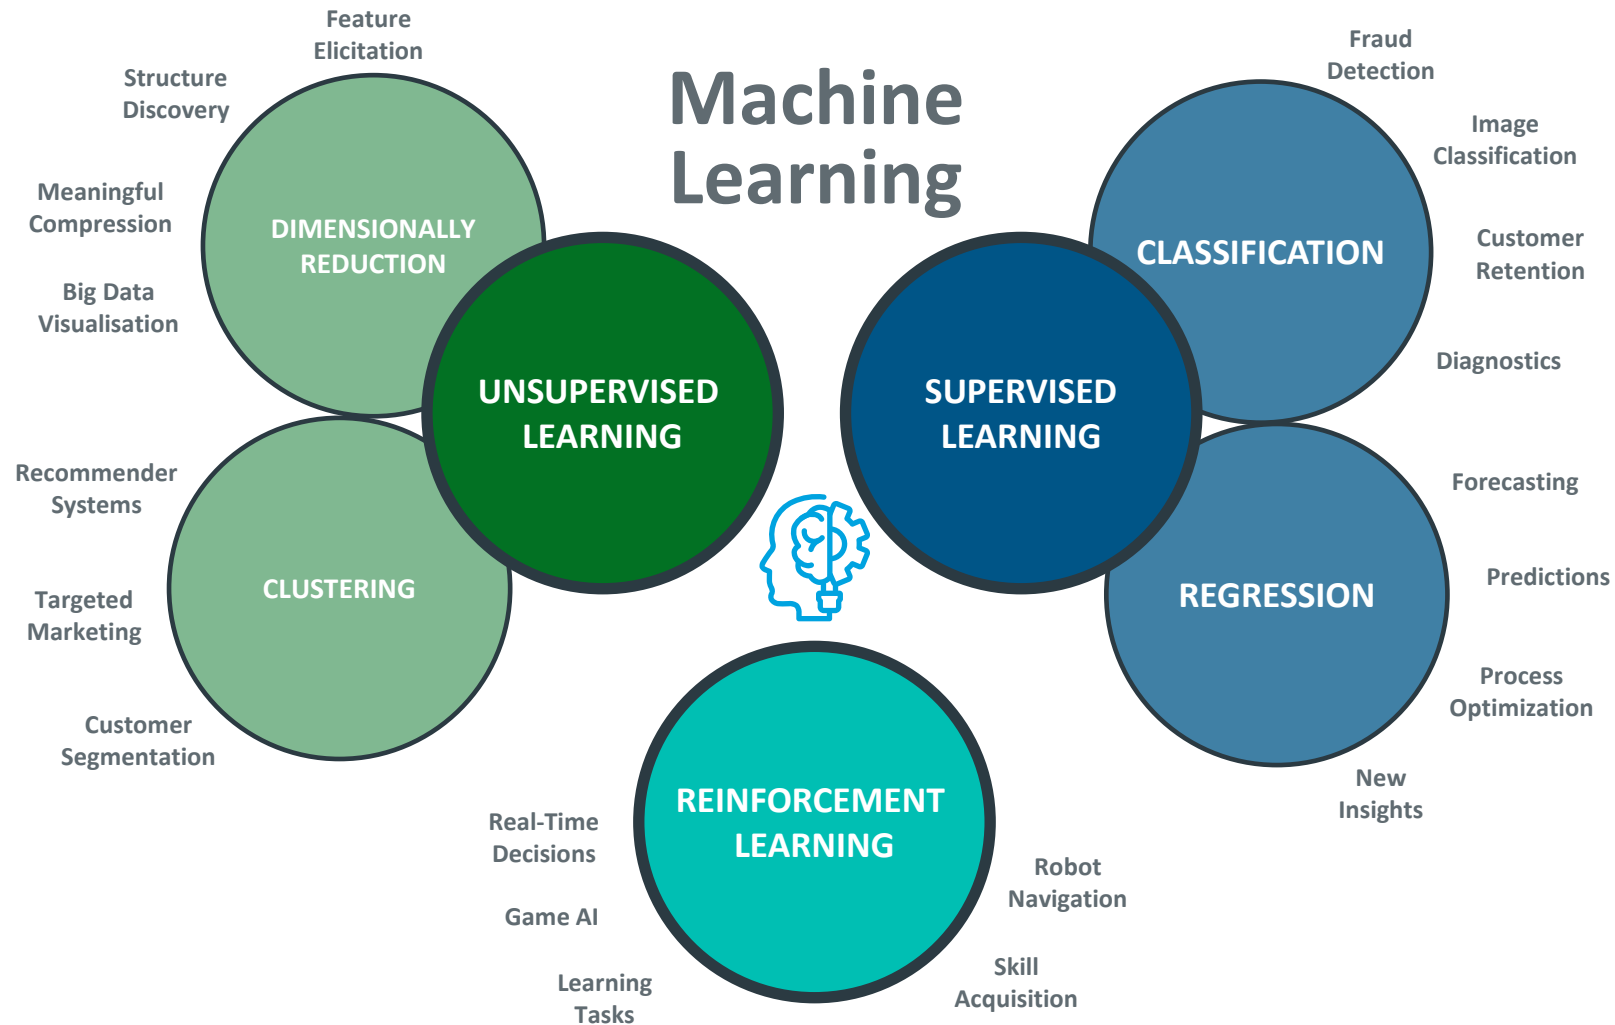 Machine
Learning
Feature
Elicitation
Structure
Discovery
Meaningful
Compression
Big Data
Visualisation
DIMENSIONALLY
REDUCTION
UNSUPERVISED
LEARNING
Recommender
Systems
Targeted
Marketing
Customer
Segmentation
CLUSTERING
Fraud
Detection
Image
Classification
Customer
Retention
Diagnostics
CLASSIFICATION
SUPERVISED
LEARNING
Forecasting
Predictions
Process
Optimization
New
Insights
REGRESSION
REINFORCEMENT
LEARNING
Real-Time
Decisions
Game AI
Learning
Tasks
Robot
Navigation
Skill
Acquisition